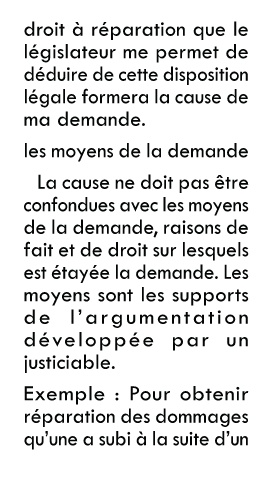 droit à réparation que le
législateur me permet de
déduire de cette disposition
légale formera la cause de
ma demande.
les moyens de la demande
La cause ne doit pas être
confondues avec les moyens
de la demande, raisons de
fait et de droit sur lesquels
est étayée la demande. Les
moyens sont les supports
de l'argumentation
développée par un
justiciable.
Exemple : Pour obtenir
réparation des dommages
qu'une a subi à la suite d'un